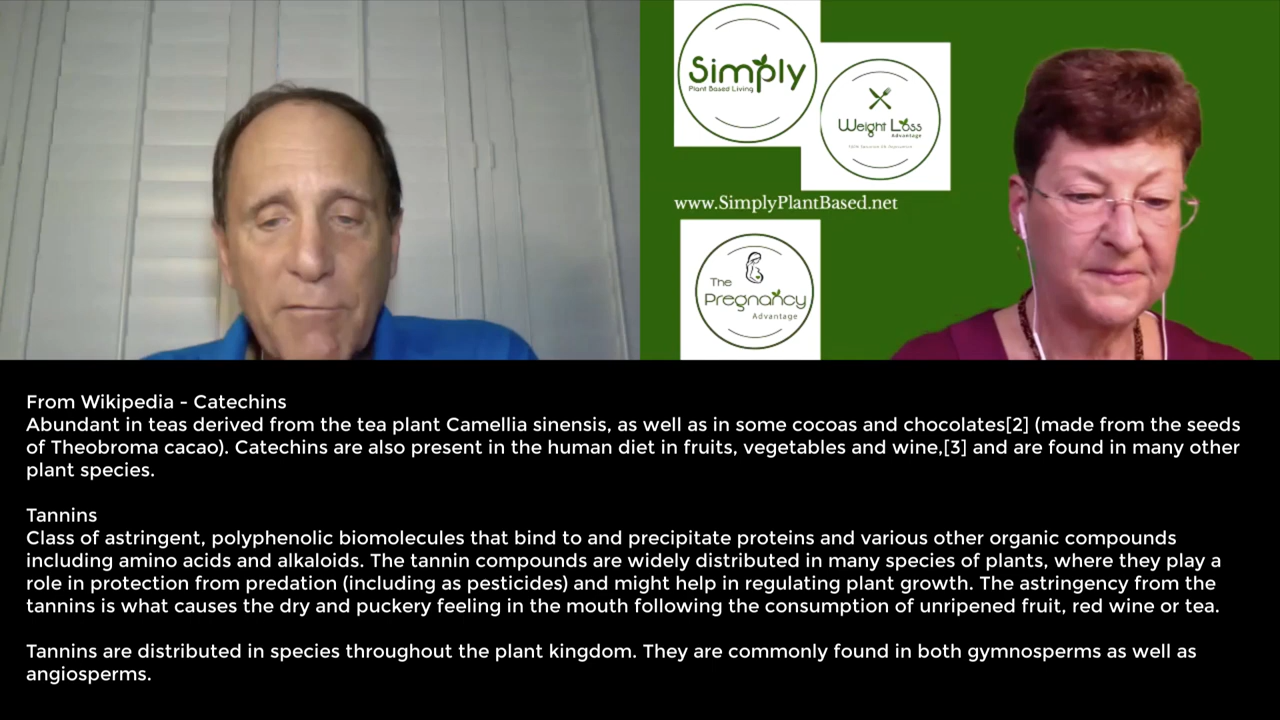 Simply
Plant Based Living
Weight Loss
Advantage
www.SimplyPlantBased.net
The
Pregnancy
Advantage
From Wikipedia - Catechins
Abundant in teas derived from the tea plant Camellia sinensis, as well as in some cocoas and chocolates[2] (made from the seeds
of Theobroma cacao). Catechins are also present in the human diet in fruits, vegetables and wine,[3] and are found in many other
plant species.
Tannins
Class of astringent, polyphenolic biomolecules that bind to and precipitate proteins and various other organic compounds
including amino acids and alkaloids. The tannin compounds are widely distributed in many species of plants, where they play a
role in protection from predation (including as pesticides) and might help in regulating plant growth. The astringency from the
tannins is what causes the dry and puckery feeling in the mouth following the consumption of unripened fruit, red wine or tea.
Tannins are distributed in species throughout the plant kingdom. They are commonly found in both gymnosperms as well as
angiosperms.